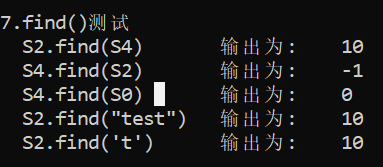 7.find()测试
S2.find(S4) 输出为: 10
S4.find(S2) 输出为: -1
S4.find(S0) 输出为: 0
S2.find("test") 输出为: 10
S2.find('t') 输出为: 10